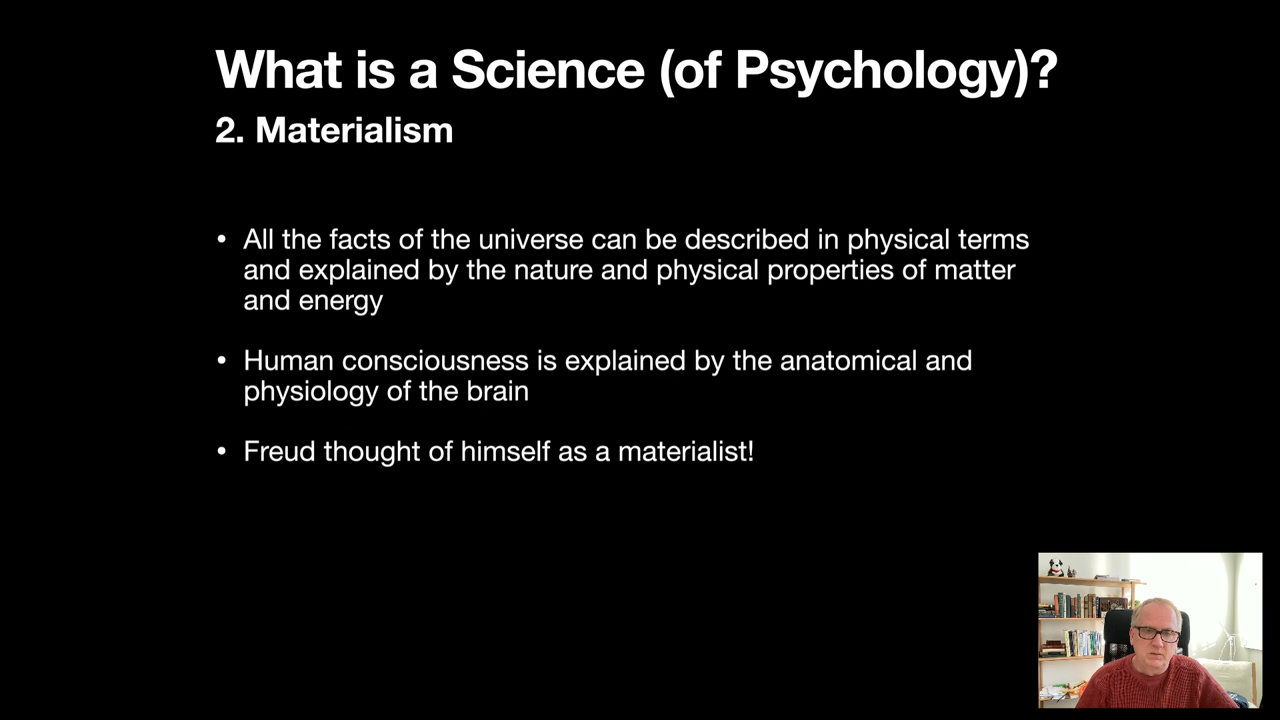 What is a Science (of Psychology)?
2. Materialism
• All the facts of the universe can be described in physical terms
and explained by the nature and physical properties of matter
and energy
• Human consciousness is explained by the anatomical and
physiology of the brain
• Freud thought of himself as a materialist!